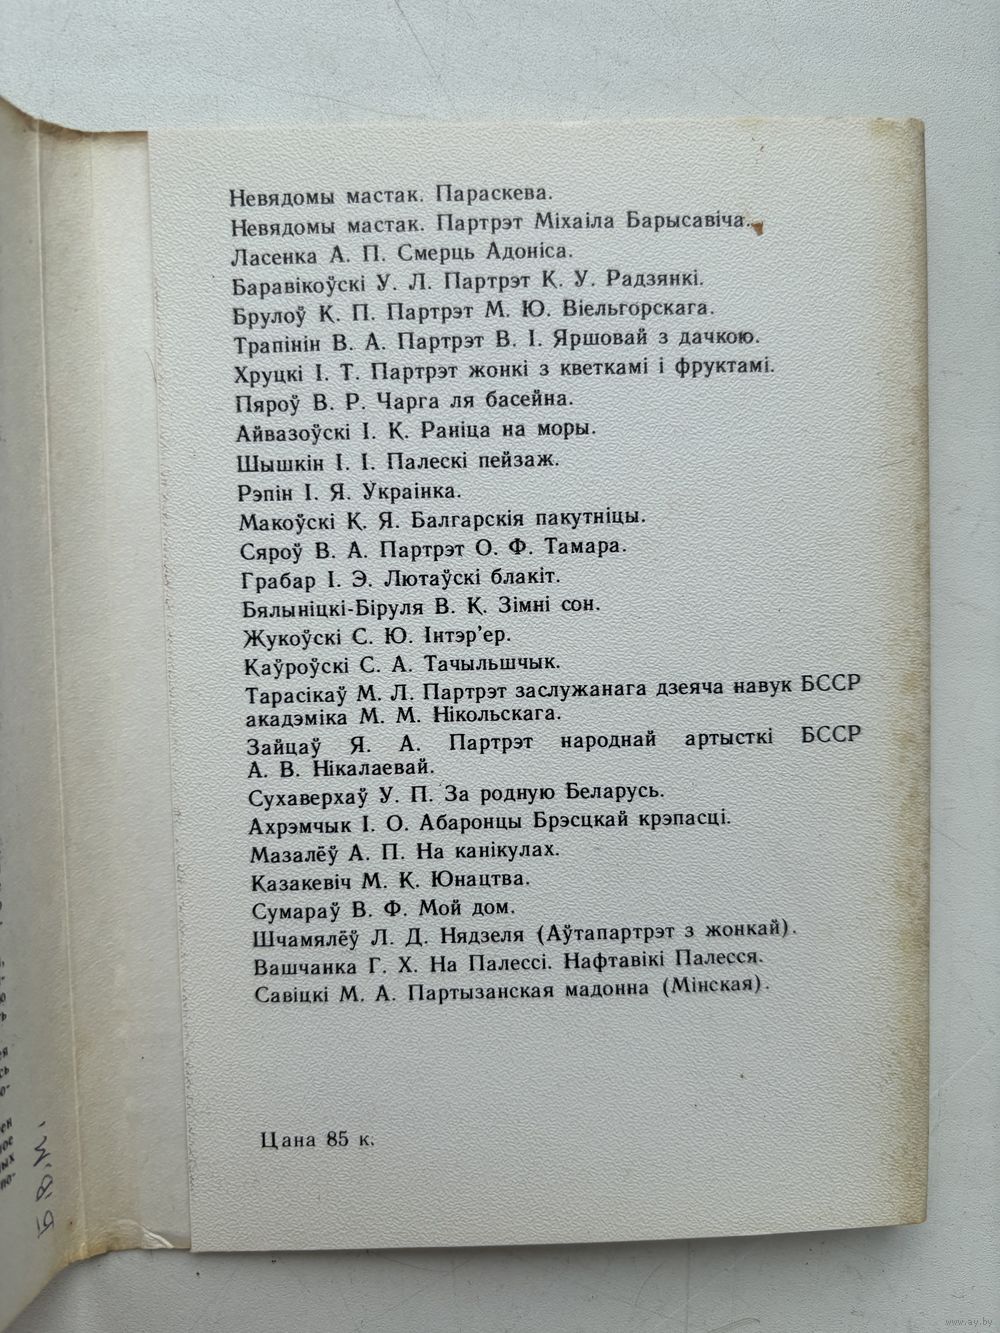 Невядомы мастак. Параскева.
Невядомы мастак. Партрэт Міхаіла Барысавіча.
Ласенка А. П. Смерць Адоніса.
Баравікоўскі У. Л. Партрэт К. У. Радзянкі.
Брулоў К. П. Партрэт М. Ю. Віельгорскага.
Трапінін В. А. Партрэт В. І. Яршовай з дачкою.
Хруцкі І. Т. Партрэт жонкі з кветкамі і фруктамі.
Пяроў В. Р. Чарга ля басейна.
Айвазоўскі І. К. Раніца на моры.
Шышкін І. І. Палескі пейзаж.
Рэпін І. Я. Украінка.
Макоўскі К. Я. Балгарскія пакутніцы.
Сяроў В. А. Партрэт О. Ф. Тамара.
Грабар І. Э. Лютаўскі блакіт.
Бялыніцкі-Біруля В. К. Зімні сон.
Жукоўскі С. Ю. Інтэр'ер.
Каўроўскі С. А. Тачыльшчык.
Тарасікаў М. Л. Партрэт заслужанага дзеяча навук БССР
акадэміка М. М. Нікольскага.
Зайцаў Я. А. Партрэт народнай артысткі БССР
А. В. Нікалаевай.
Сухаверхаў У. П. За родную Беларусь.
Ахрэмчык І. О. Абаронцы Брэсцкай крэпасці.
Мазалёў А. П. На канікулах.
Казакевіч М. К. Юнацтва.
Сумараў В. Ф. Мой дом.
Шчамялёў Л. Д. Нядзеля (Аўтапартрэт з жонкай).
Вашчанка Г. Х. На Палессі. Нафтавікі Палесся.
Савіцкі М. А. Партызанская мадонна (Мінская).
Цана 85 к.
Б.В.М.
www.ay.by